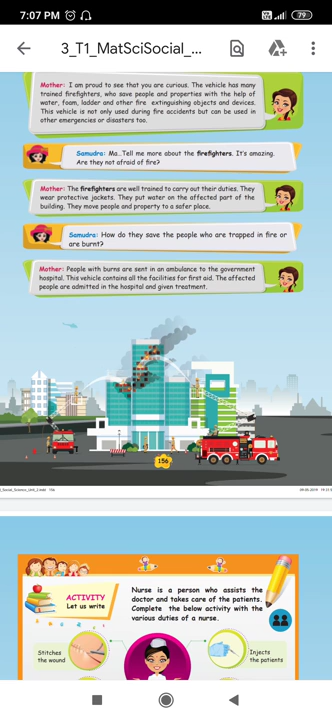 7:07 PM
79
3_T1_MatSciSocial_...
Mother: I am proud to see that you are curious. The vehicle has many
trained firefighters, who save people and properties with the help of
water, foam, ladder and other fire extinguishing objects and devices.
This vehicle is not only used during fire accidents but can be used in
other emergencies or disasters too.
Samudra: Ma...Tell me more about the firefighters. It's amazing.
Are they not afraid of fire?
Mother: The firefighters are well trained to carry out their duties. They
wear protective jackets. They put water on the affected part of the
building. They move people and property to a safer place.
Samudra: How do they save the people who are trapped in fire or
are burnt?
Mother: People with burns are sent in an ambulance to the government
hospital. This vehicle contains all the facilities for first aid. The affected
people are admitted in the hospital and given treatment.
156
ACTIVITY
Let us write
Nurse is a person who assists the
doctor and takes care of the patients.
Complete the below activity with the
various duties of a nurse.
Stitches
the wound
Injects
the patients